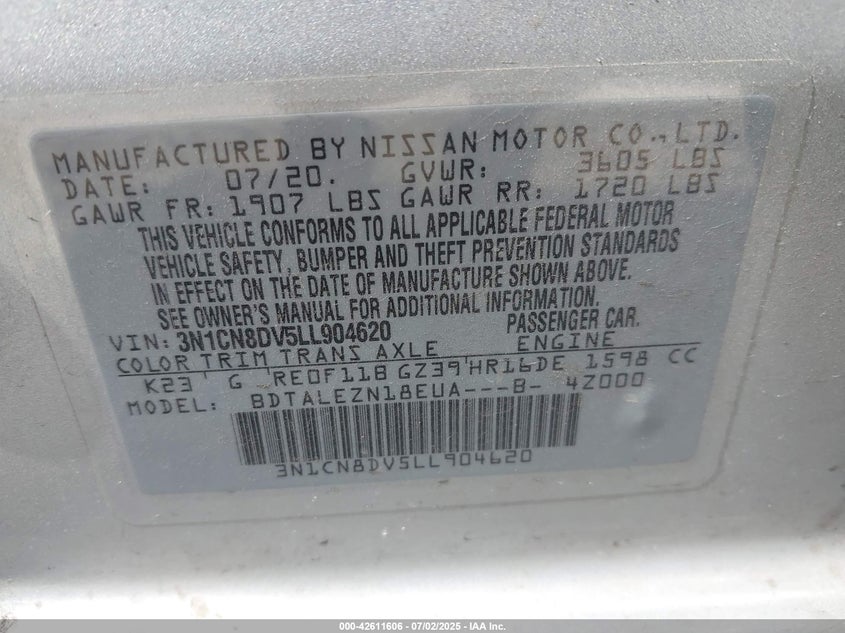 MANUFACTURED BY NISSAN MOTOR CO., LTD.
DATE: 07/20. GVWR: 3605 LBS
GAWR FR: 1907 LBS GAWR RR: 1720 LBS
THIS VEHICLE CONFORMS TO ALL APPLICABLE FEDERAL MOTOR
VEHICLE SAFETY, BUMPER AND THEFT PREVENTION STANDARDS
IN EFFECT ON THE DATE OF MANUFACTURE SHOWN ABOVE.
SEE OWNER'S MANUAL FOR ADDITIONAL INFORMATION.
VIN: 3N1CN8DV5LL904620 PASSENGER CAR.
COLOR TRIM TRANS AXLE ENGINE
K23 G RE0F11B GZ39 HR16DE 1598 CC
MODEL: BDTALEZN18EUA---B- 4Z000
3N1CN8DV5LL904620
000-42611606 - 07/02/2025 - IAA Inc.